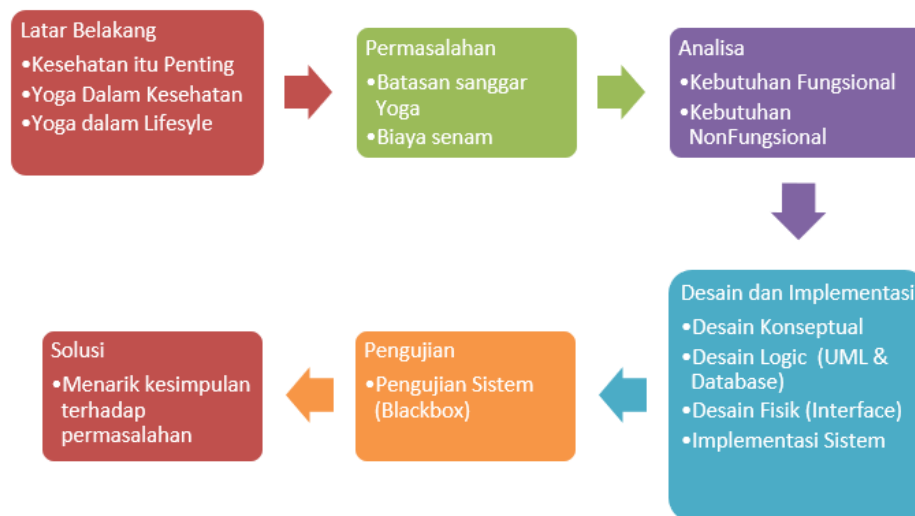 Latar Belakang
•Kesehatan itu Penting
•Yoga Dalam Kesehatan
•Yoga dalam Lifesyle
Permasalahan
•Batasan sanggar
Yoga
•Biaya senam
Analisa
•Kebutuhan Fungsional
•Kebutuhan
NonFungsional
Desain dan Implementasi
•Desain Konseptual
•Desain Logic (UML &
Database)
•Desain Fisik (Interface)
•Implementasi Sistem
Pengujian
•Pengujian Sistem
(Blackbox)
Solusi
•Menarik kesimpulan
terhadap
permasalahan